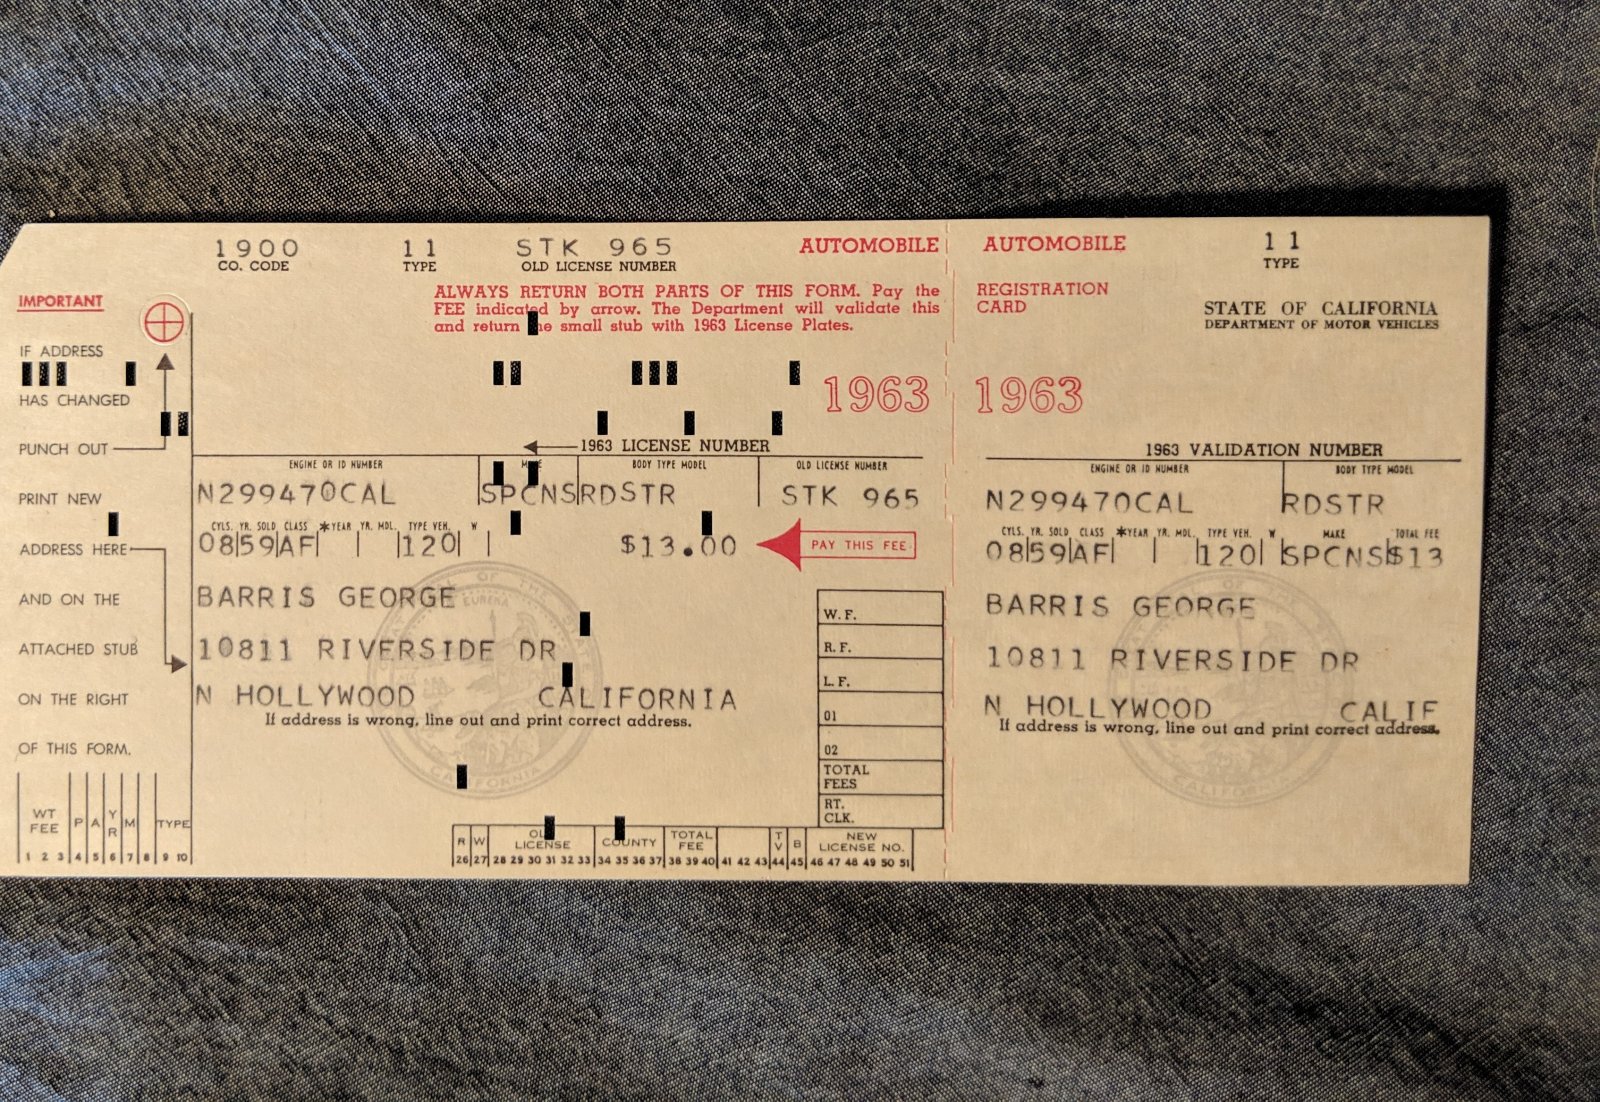 1900 11 STK 965 AUTOMOBILE
CO. CODE TYPE OLD LICENSE NUMBER
IMPORTANT
ALWAYS RETURN BOTH PARTS OF THIS FORM. Pay the
FEE indicated by arrow. The Department will validate this
and return small stub with 1963 License Plates.
IF ADDRESS
HAS CHANGED
PUNCH OUT
PRINT NEW
ADDRESS HERE
AND ON THE
ATTACHED STUB
ON THE RIGHT
OF THIS FORM.
1963
1963 LICENSE NUMBER
ENGINE OR ID NUMBER BODY TYPE MODEL OLD LICENSE NUMBER
N299470CAL SPCNS RDSTR STK 965
CYLS. YR. SOLD CLASS *YEAR YR. MDL. TYPE VEH. W
08 59 AF 120 $13.00 PAY THIS FEE
BARRIS GEORGE
10811 RIVERSIDE DR
N HOLLYWOOD CALIFORNIA
If address is wrong, line out and print correct address.
W. F.
R. F.
L. F.
01
02
TOTAL
FEES
RT.
CLK.
WT FEE P A YR M TYPE
1 2 3 4 5 6 7 8 9 10
R W OLD LICENSE COUNTY TOTAL FEE TV B NEW LICENSE NO.
26 27 28 29 30 31 32 33 34 35 36 37 38 39 40 41 42 43 44 45 46 47 48 49 50 51
AUTOMOBILE 11
TYPE
REGISTRATION
CARD
STATE OF CALIFORNIA
DEPARTMENT OF MOTOR VEHICLES
1963
1963 VALIDATION NUMBER
ENGINE OR ID NUMBER BODY TYPE MODEL
N299470CAL RDSTR
CYLS. YR. SOLD CLASS *YEAR YR. MDL. TYPE VEH. W MAKE TOTAL FEE
08 59 AF 120 SPCNS $13
BARRIS GEORGE
10811 RIVERSIDE DR
N HOLLYWOOD CALIF
If address is wrong, line out and print correct address.